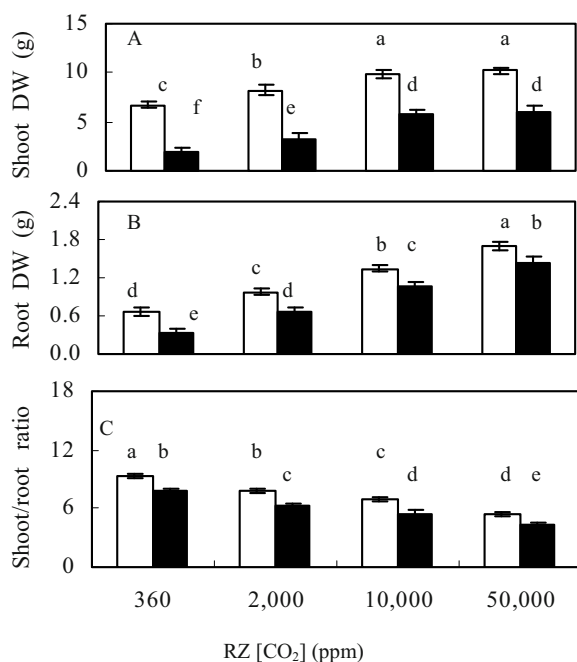 15
A
a
a
b
10
c
d
d
f
e
5
0
Shoot DW (g)
2.4
B
a
b
1.8
b
c
c
1.2
d
d
e
0.6
0.0
Root DW (g)
18
C
12
a
b
b
c
c
d
d
e
6
0
Shoot/root ratio
360 2,000 10,000 50,000
RZ [CO₂] (ppm)